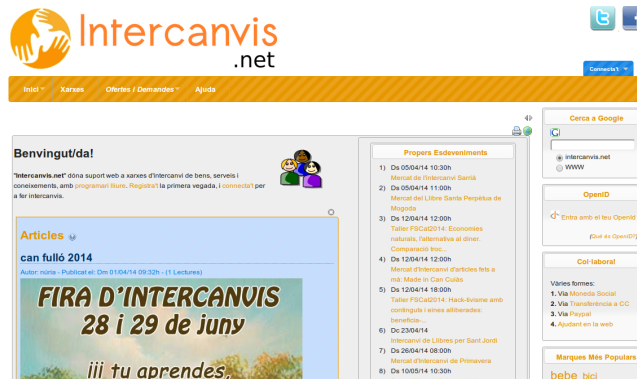 Intercanvis
.net
Connecta't
Inici
Xarxes
Ofertes i Demandes
Ajuda
Benvingut/da!
"Intercanvis.net" dóna suport web a xarxes d'intercanvi de bens, serveis i
coneixements, amb programari lliure. Registra't la primera vegada, i connecta't per
a fer intercanvis.
Articles
can fulló 2014
Autor: núria - Publicat el: Dm 01/04/14 09:32h - (1 Lectures)
FIRA D'INTERCANVIS
28 i 29 de juny
iii tu aprendes,
Propers Esdeveniments
1) Ds 05/04/14 10:30h
Mercat de l'Intercanvi Sarrià
2) Ds 05/04/14 11:00h
Mercat del Llibre Santa Perpètua de
Mogoda
3) Ds 12/04/14 12:00h
Taller FSCat2014: Economies
naturals, l'alternativa al diner.
Comparació troc...
4) Ds 12/04/14 12:00h
Mercat d'Intercanvi d'articles fets a
mà: Made in Can Cuiàs
5) Ds 12/04/14 18:00h
Taller FSCat2014: Hack-tivisme amb
continguts i eines alliberades:
beneficia-...
6) Dc 23/04/14
Intercanvi de Llibres per Sant Jordi
7) Ds 26/04/14 08:00h
Mercat d'Intercanvi de Primavera
8) Ds 10/05/14 10:30h
Cerca a Google
intercanvis.net
WWW
OpenID
Entra amb el teu OpenId
(Què és OpenID?)
Col·laboral
Vàries formes:
1. Via Moneda Social
2. Via Transferència a CC
3. Via Paypal
4. Ajudant en la web
Marques Més Populars
bebe bici